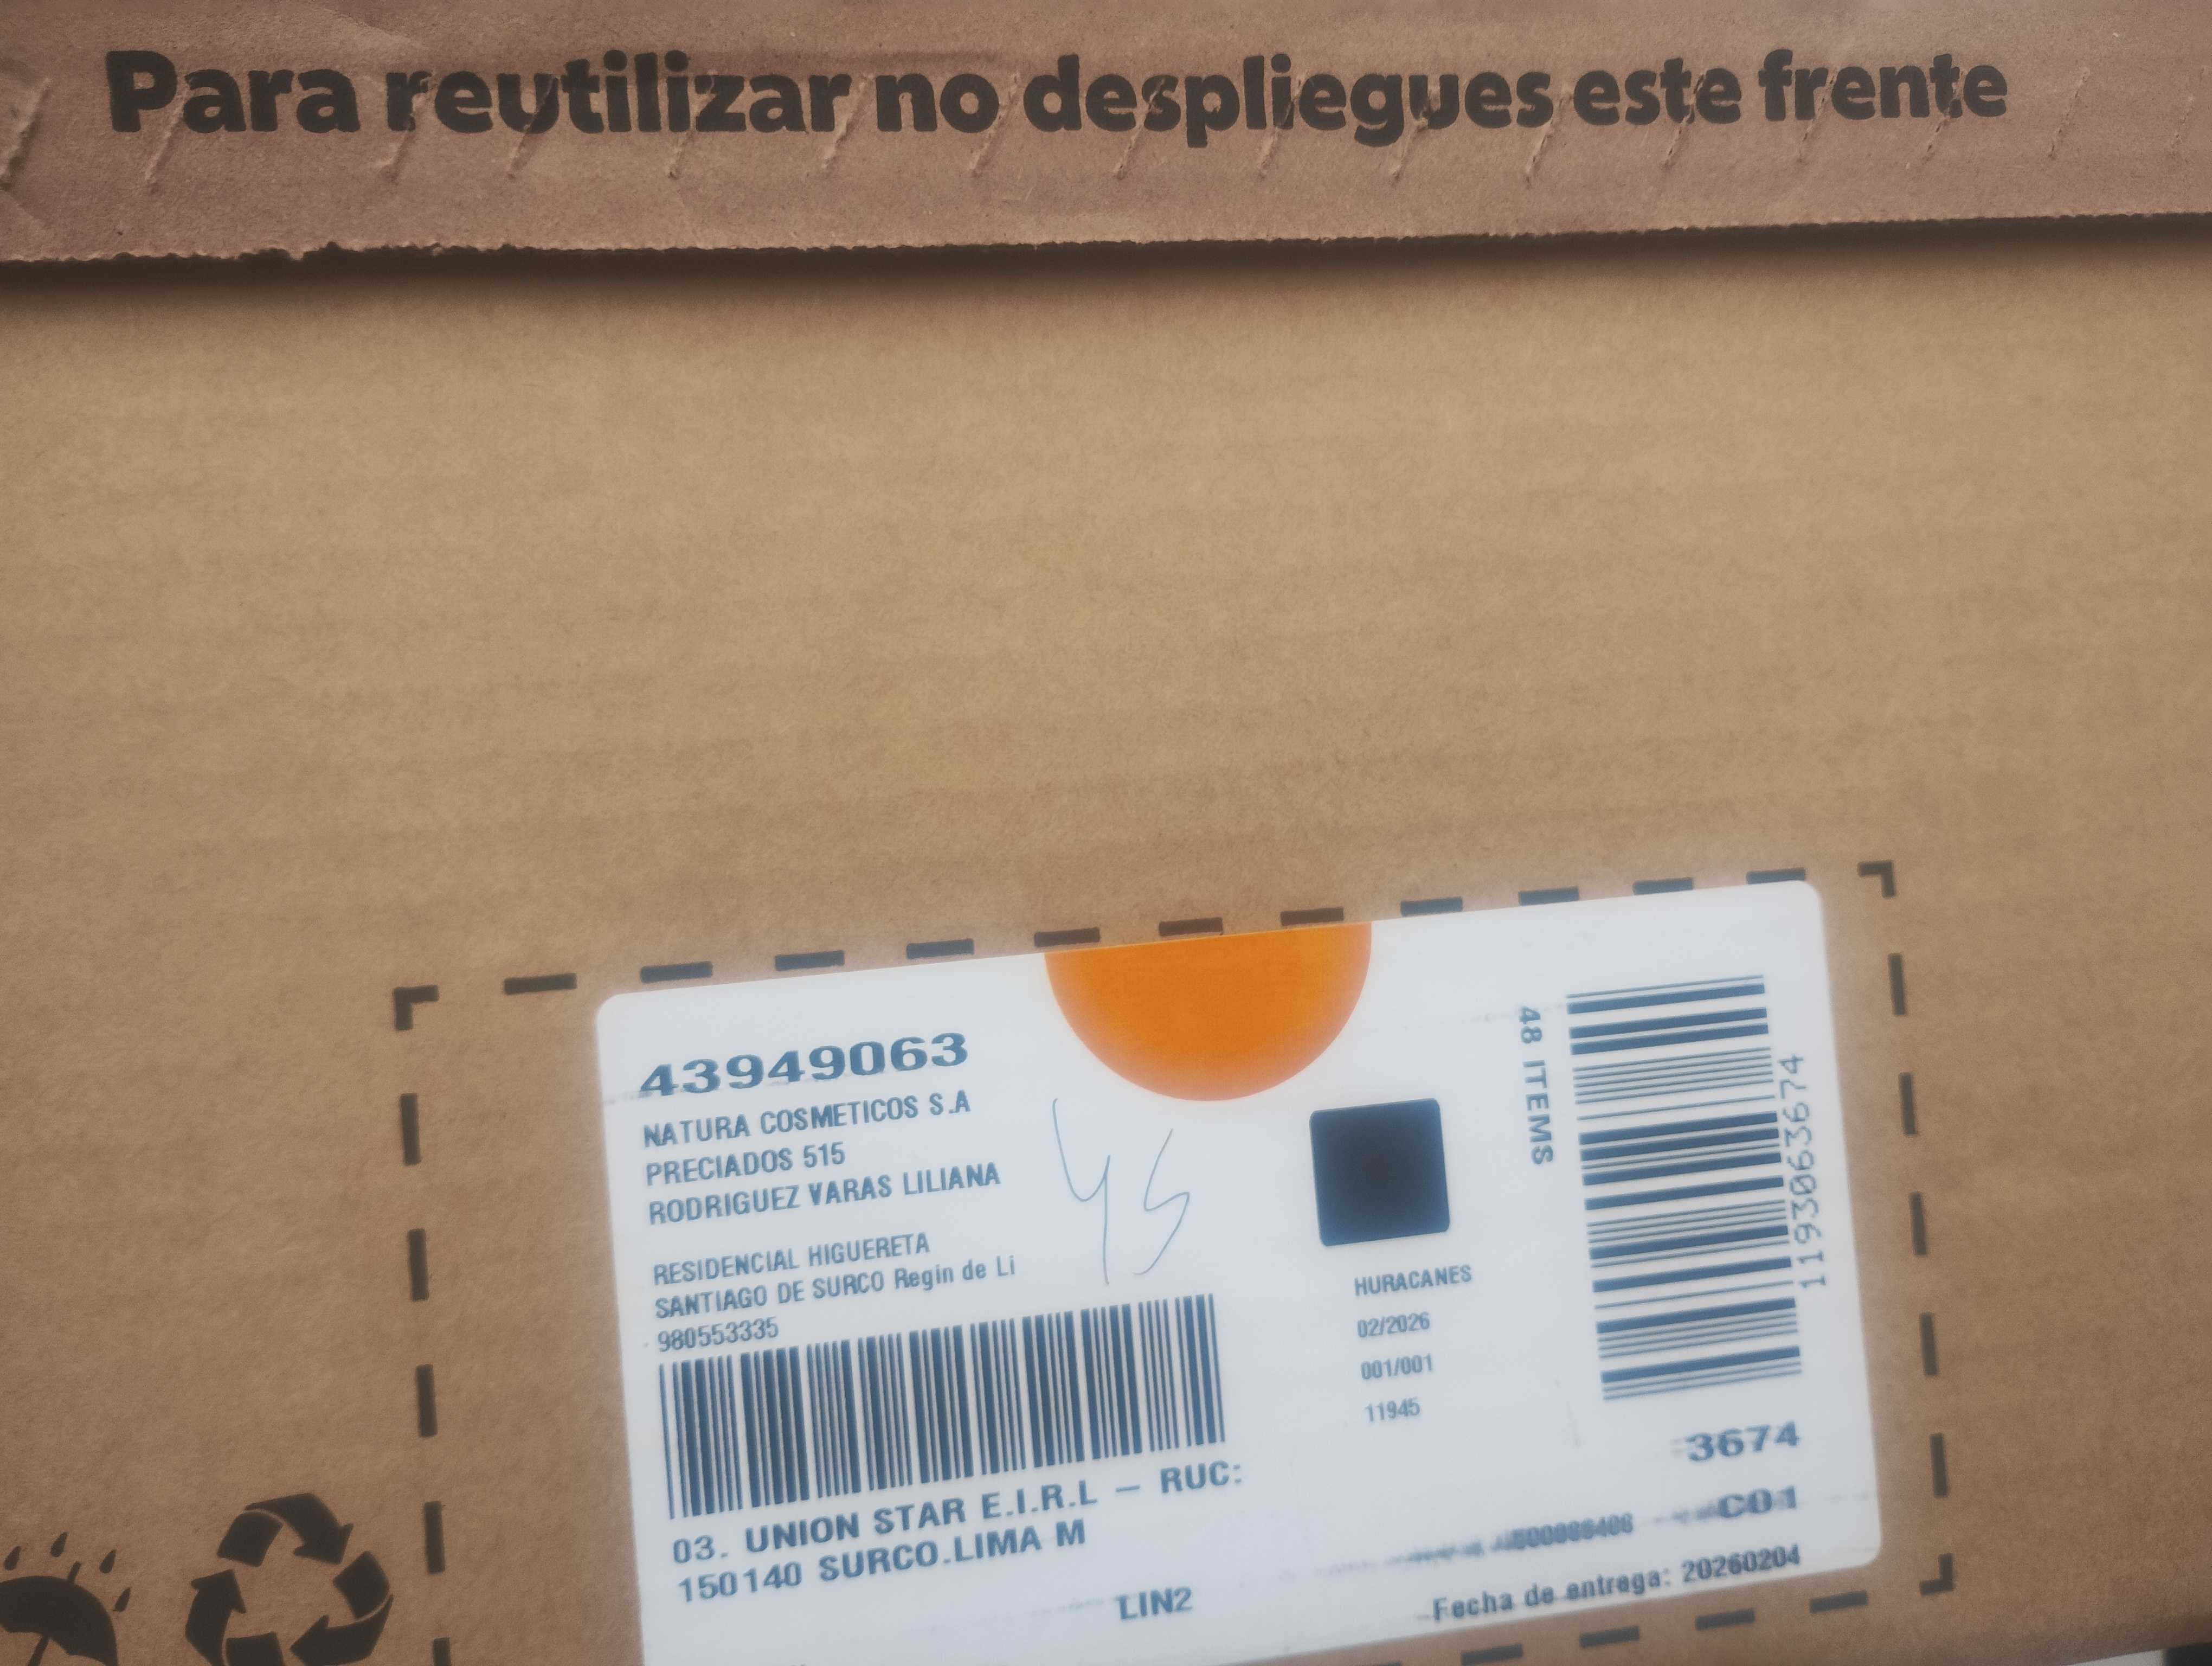 Para reutilizar no despliegues este frente
43949063
NATURA COSMETICOS S.A
PRECIADOS 515
RODRIGUEZ VARAS LILIANA
RESIDENCIAL HIGUERETA
SANTIAGO DE SURCO Regin de Li
980553335
03. UNION STAR E.I.R.L – RUC:
150140 SURCO.LIMA M
LIN2
45
HURACANES
02/2026
001/001
11945
48 ITEMS
1193063674
3674
C01
Fecha de entrega: 20260204